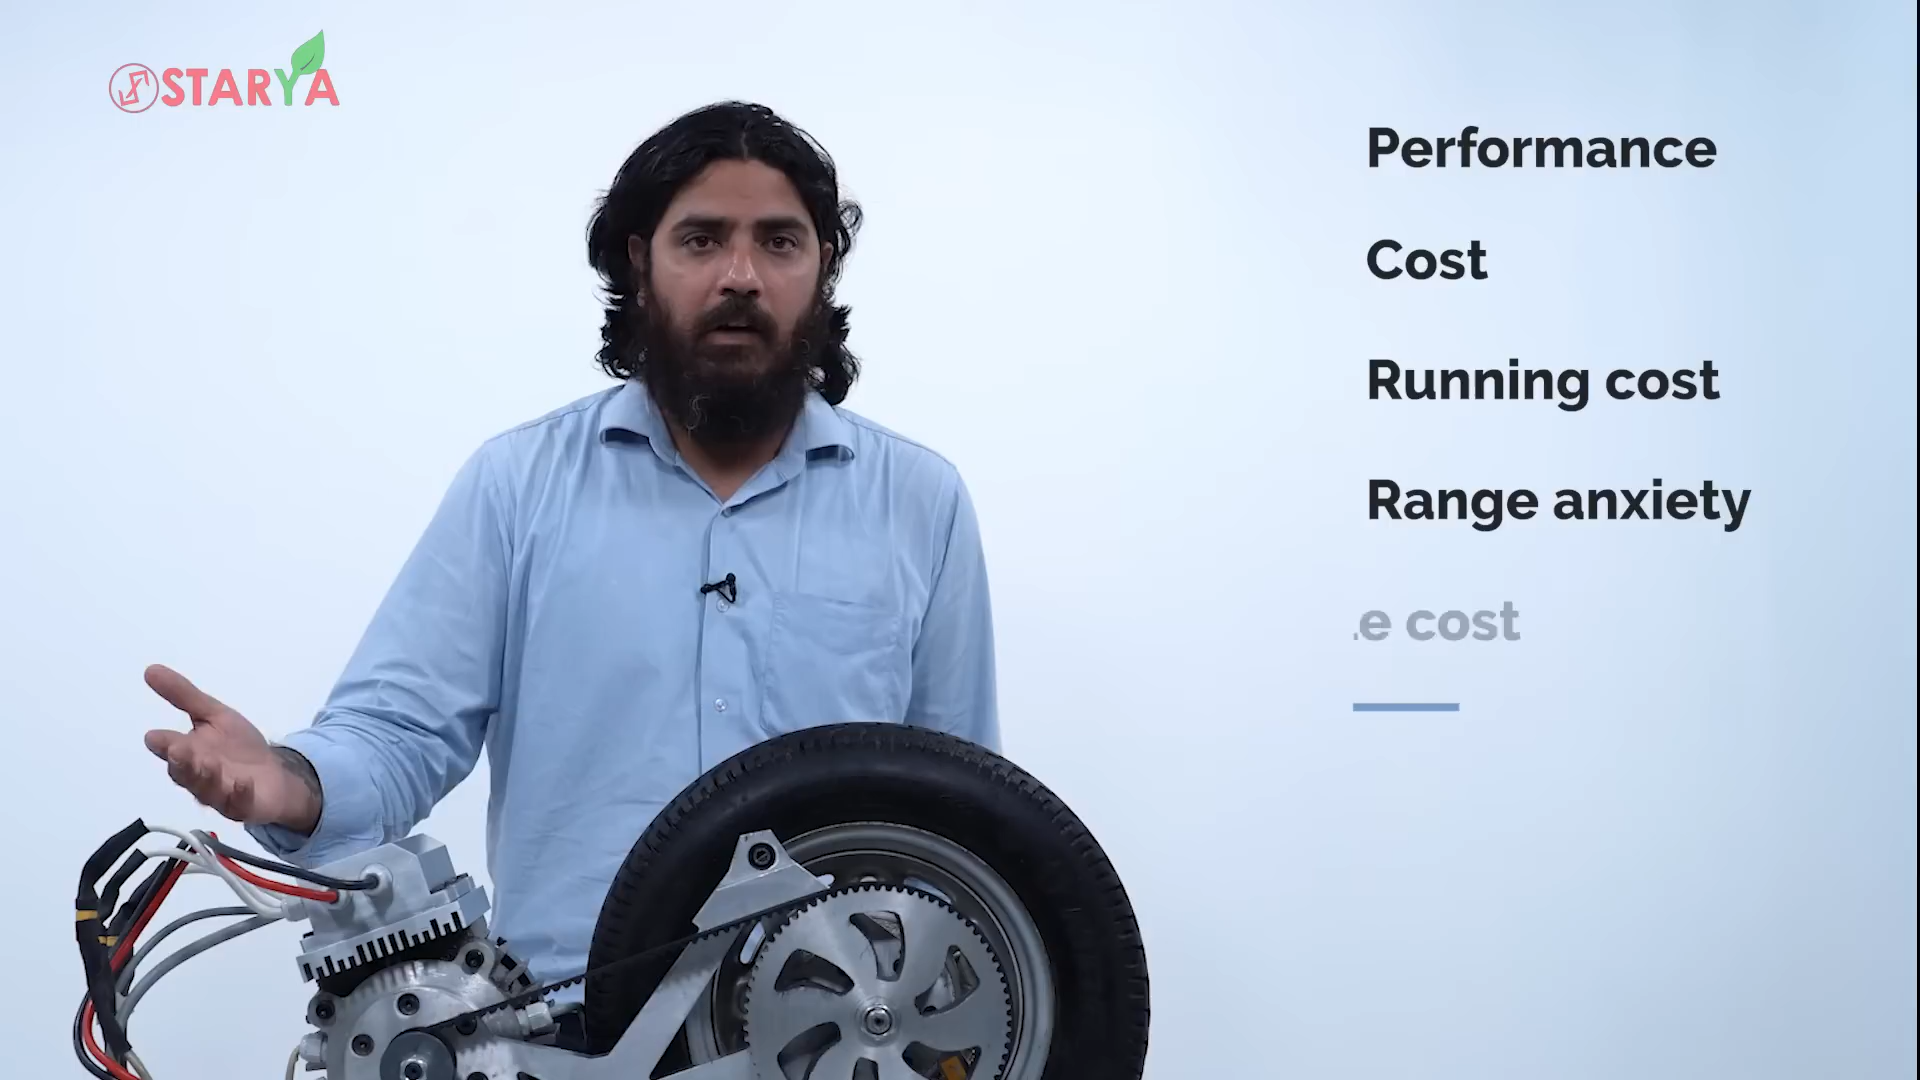 STARYA
Performance
Cost
Running cost
Range anxiety
e cost